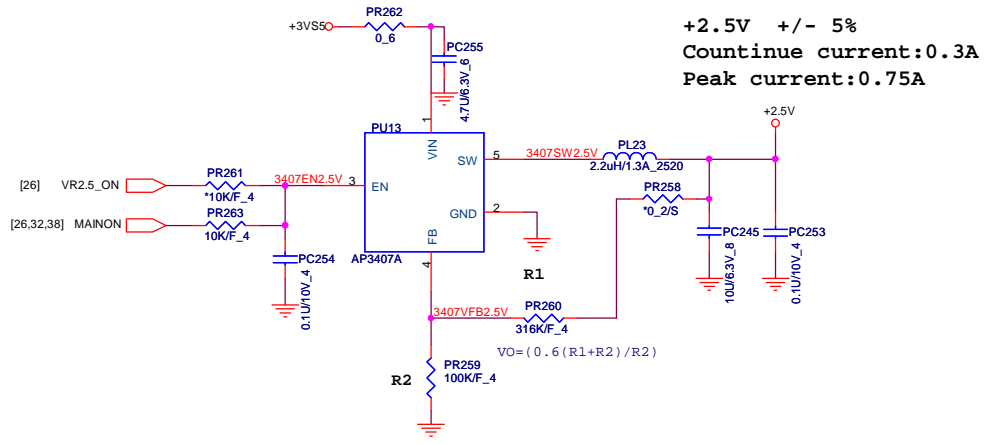 PR262
+3VS5
0_6
PC255
4.7U/6.3V_6
+2.5V +/- 5%
Countinue current:0.3A
Peak current:0.75A
+2.5V
1
PU13
VIN
SW
5
3407SW2.5V
PL23
2.2uH/1.3A_2520
[26]
VR2.5_ON
PR261
*10K/F_4
3407EN2.5V
3
EN
PR258
*0_2/S
[26,32,38]
MAINON
PR263
10K/F_4
GND
2
FB
PC245
10U/6.3V_8
PC253
0.1U/10V_4
PC254
0.1U/10V_4
AP3407A
4
R1
3407VFB2.5V
PR260
316K/F_4
VO=(0.6(R1+R2)/R2)
R2
PR259
100K/F_4